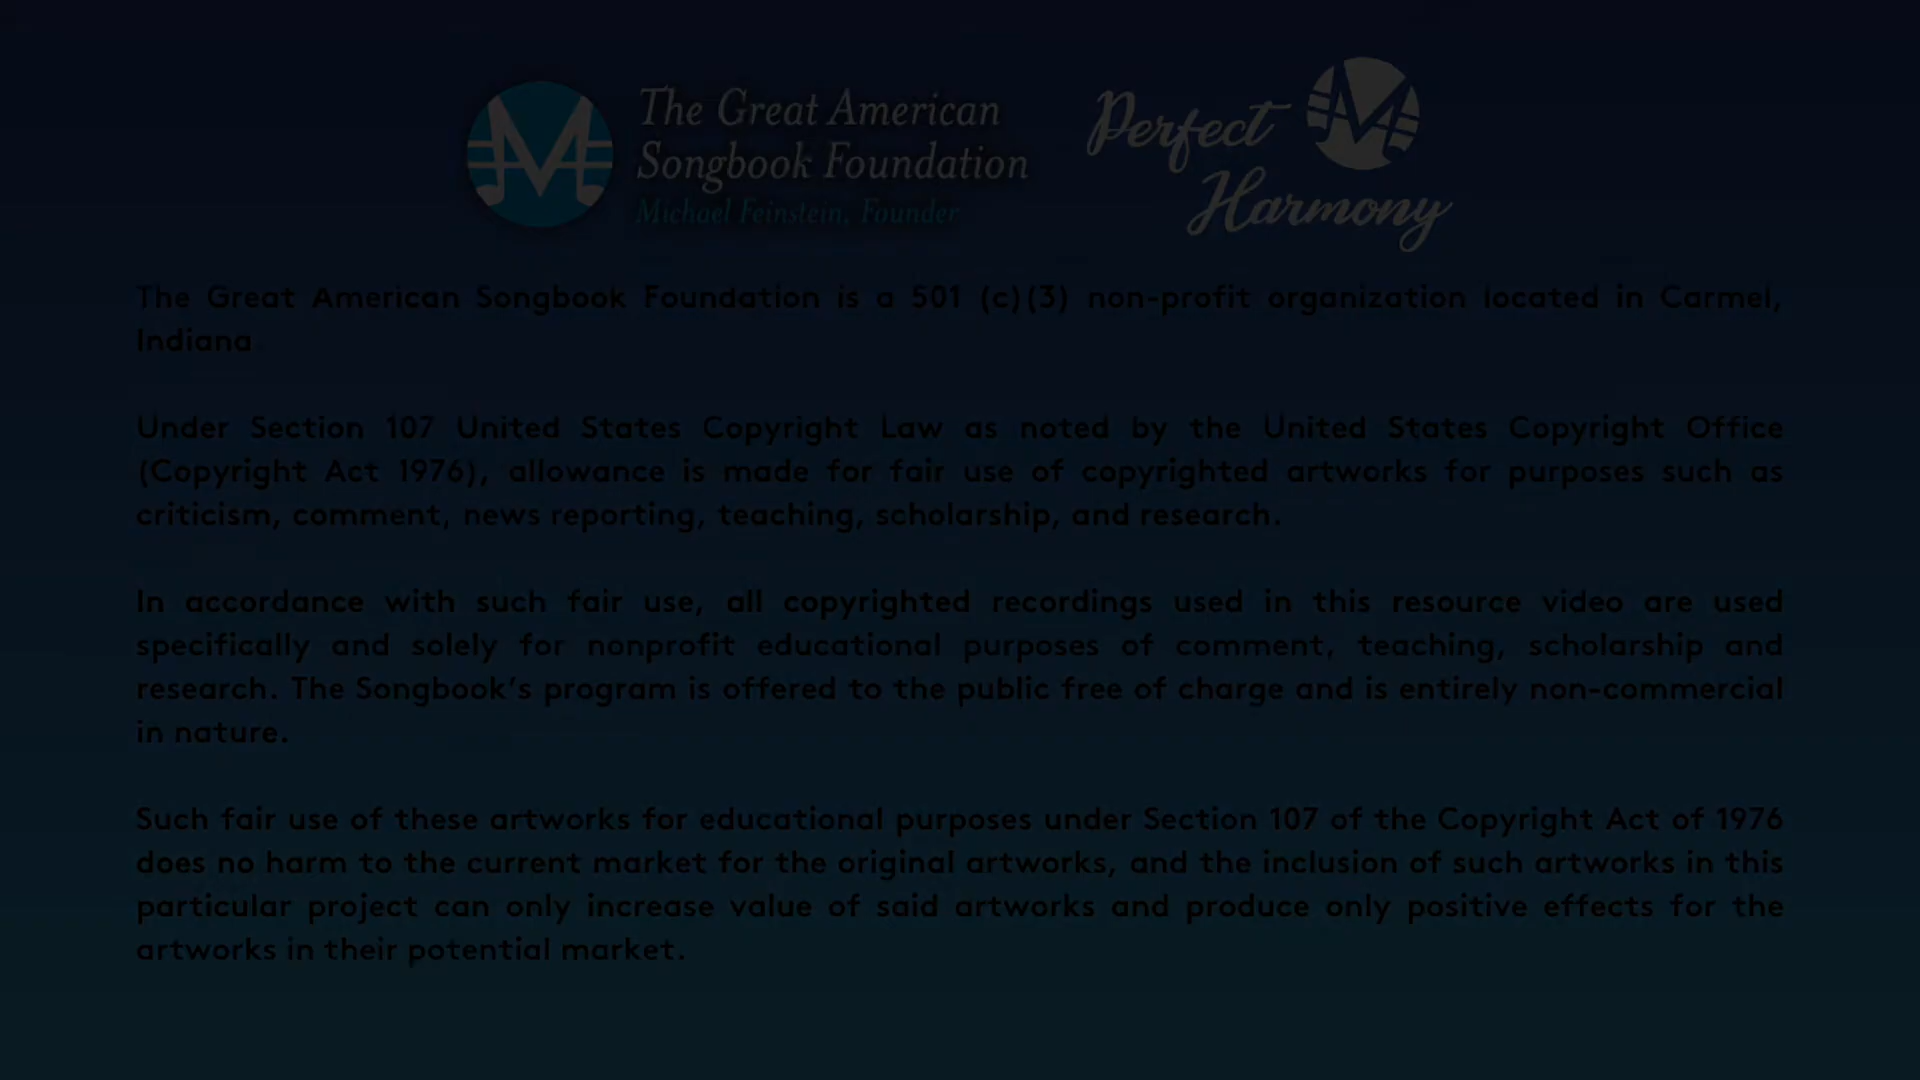 The Great American
Songbook Foundation
Michael Feinstein, Founder
Perfect
Harmony
The Great American Songbook Foundation is a 501 (c)(3) non-profit organization located in Carmel,
Indiana.
Under Section 107 United States Copyright Law as noted by the United States Copyright Office
(Copyright Act 1976), allowance is made for fair use of copyrighted artworks for purposes such as
criticism, comment, news reporting, teaching, scholarship, and research.
In accordance with such fair use, all copyrighted recordings used in this resource video are used
specifically and solely for nonprofit educational purposes of comment, teaching, scholarship and
research. The Songbook’s program is offered to the public free of charge and is entirely non-commercial
in nature.
Such fair use of these artworks for educational purposes under Section 107 of the Copyright Act of 1976
does no harm to the current market for the original artworks, and the inclusion of such artworks in this
particular project can only increase value of said artworks and produce only positive effects for the
artworks in their potential market.